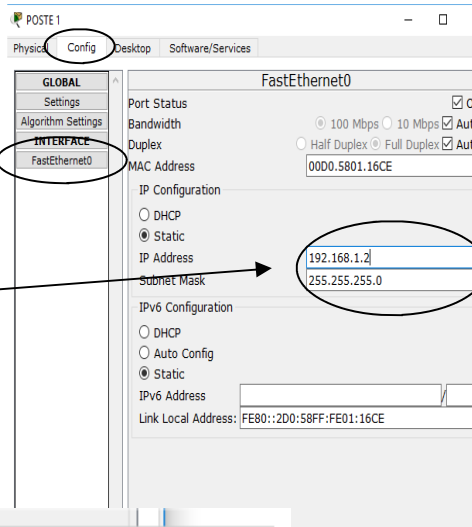 POSTE 1
Physical Config Desktop Software/Services
GLOBAL
Settings
Algorithm Settings
INTERFACE
FastEthernet0
FastEthernet0
Port Status
Bandwidth 100 Mbps 10 Mbps
Duplex Half Duplex Full Duplex
MAC Address 00D0.5801.16CE
IP Configuration
DHCP
Static
IP Address 192.168.1.2
Subnet Mask 255.255.255.0
IPv6 Configuration
DHCP
Auto Config
Static
IPv6 Address /
Link Local Address: FE80::2D0:58FF:FE01:16CE